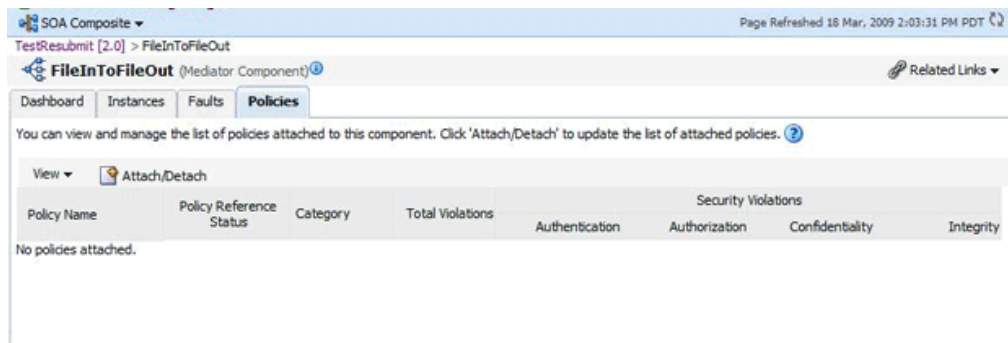 SOA Composite
Page Refreshed 18 Mar, 2009 2:03:31 PM PDT
TestResubmit [2.0] > FileInToFileOut
FileInToFileOut (Mediator Component)
Related Links
Dashboard Instances Faults Policies
You can view and manage the list of policies attached to this component. Click 'Attach/Detach' to update the list of attached policies.
View Attach/Detach
Policy Name Policy Reference Status Category Total Violations Security Violations
Authentication Authorization Confidentiality Integrity
No policies attached.